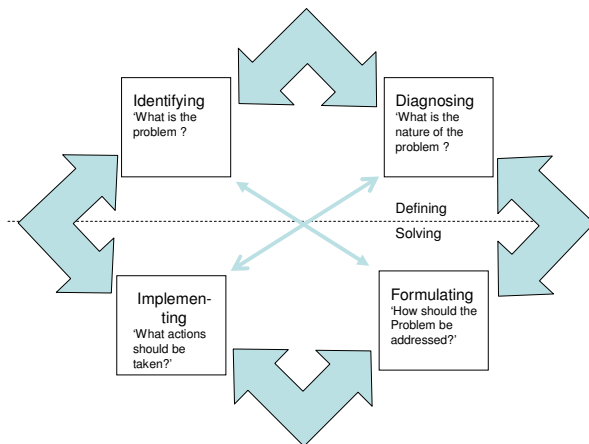 Identifying
'What is the
problem ?
Diagnosing
'What is the
nature of the
problem ?
Defining
Solving
Implemen-
ting
'What actions
should be
taken?'
Formulating
'How should the
Problem be
addressed?'